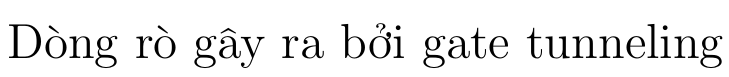 Dòng rò gây ra bởi gate tunneling